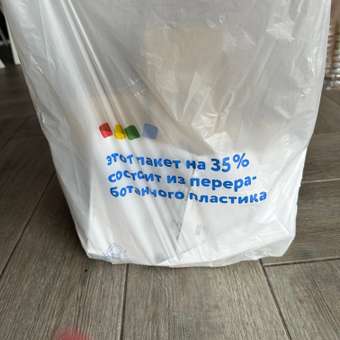 этот пакет на 35%
состоит из перера-
ботанного пластика